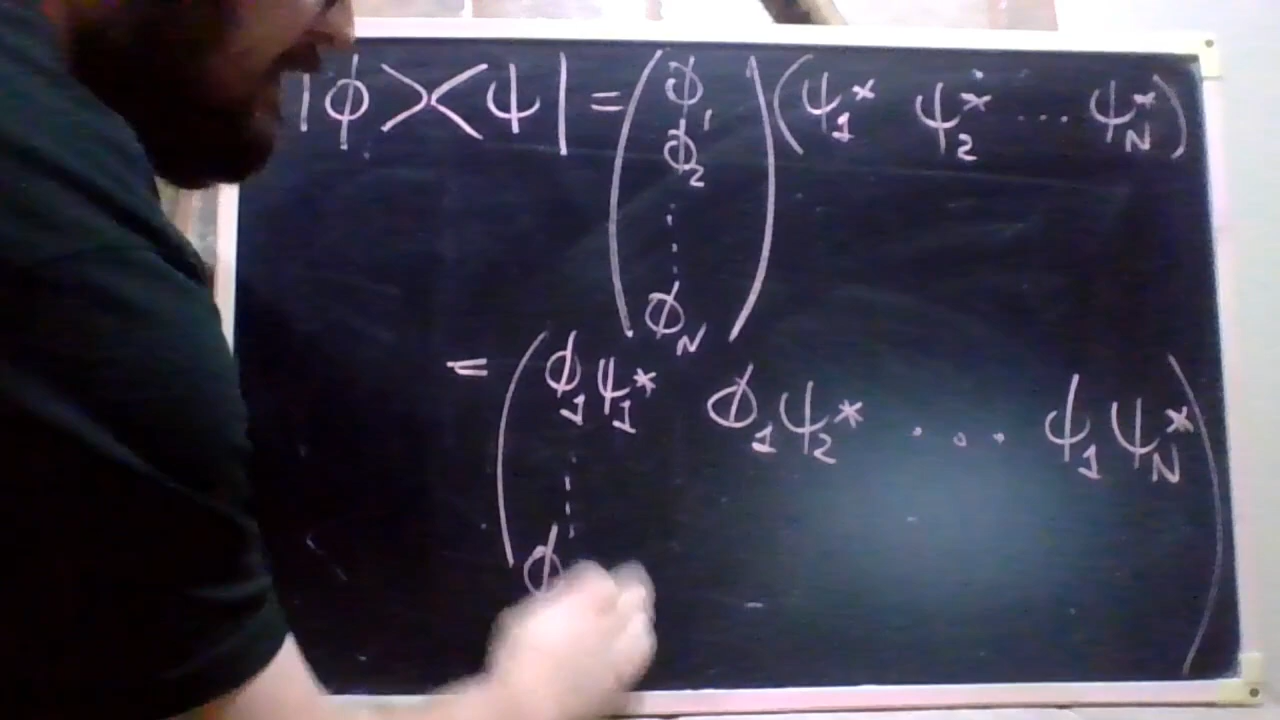 |ϕ><ψ| = (ϕ₁ ϕ₂ ⋮ ϕ_N) (ψ₁* ψ₂* ... ψ_N*)
= (ϕ₁ψ₁* ϕ₁ψ₂* ... ϕ₁ψ_N*
⋮
ϕ )